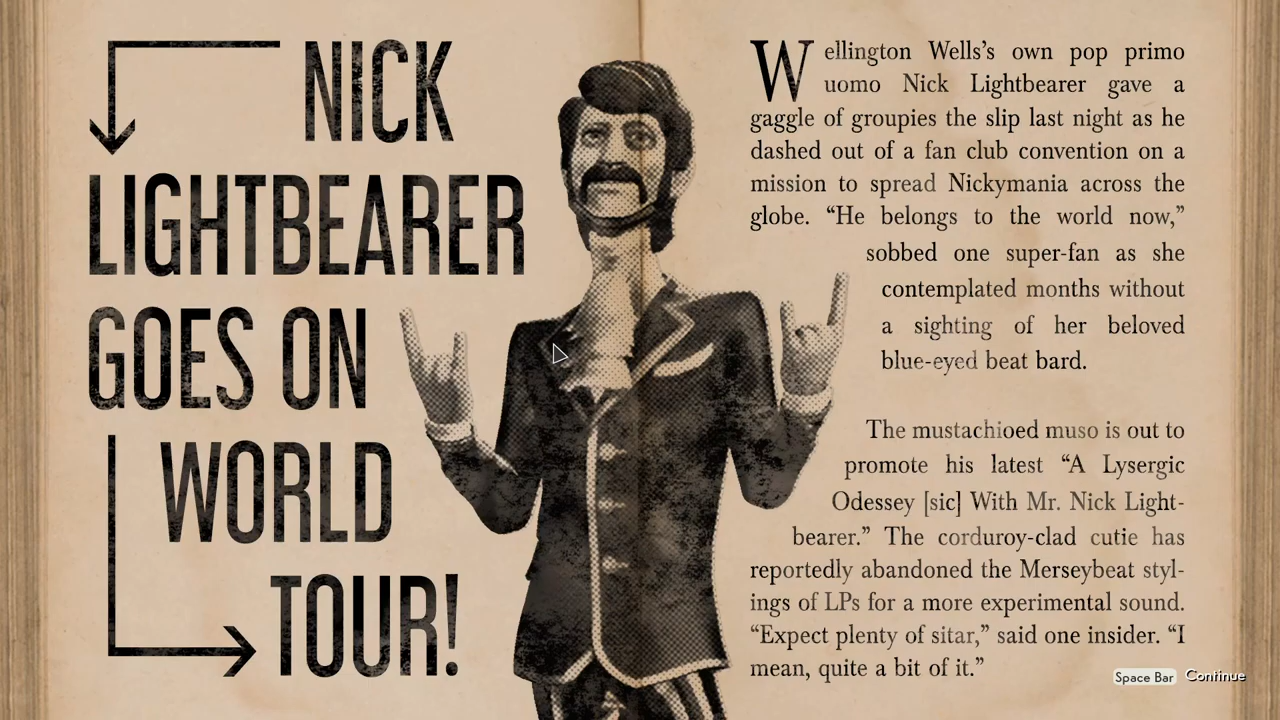 NICK
LIGHTBEARER
GOES ON
WORLD
TOUR!
Wellington Wells's own pop primo
uomo Nick Lightbearer gave a
gaggle of groupies the slip last night as he
dashed out of a fan club convention on a
mission to spread Nickymania across the
globe. “He belongs to the world now,”
sobbed one super-fan as she
contemplated months without
a sighting of her beloved
blue-eyed beat bard.
The mustachioed muso is out to
promote his latest “A Lysergic
Odessey [sic] With Mr. Nick Light-
bearer.” The corduroy-clad cutie has
reportedly abandoned the Merseybeat styl-
ings of LPs for a more experimental sound.
“Expect plenty of sitar,” said one insider. “I
mean, quite a bit of it.”
Space Bar Continue